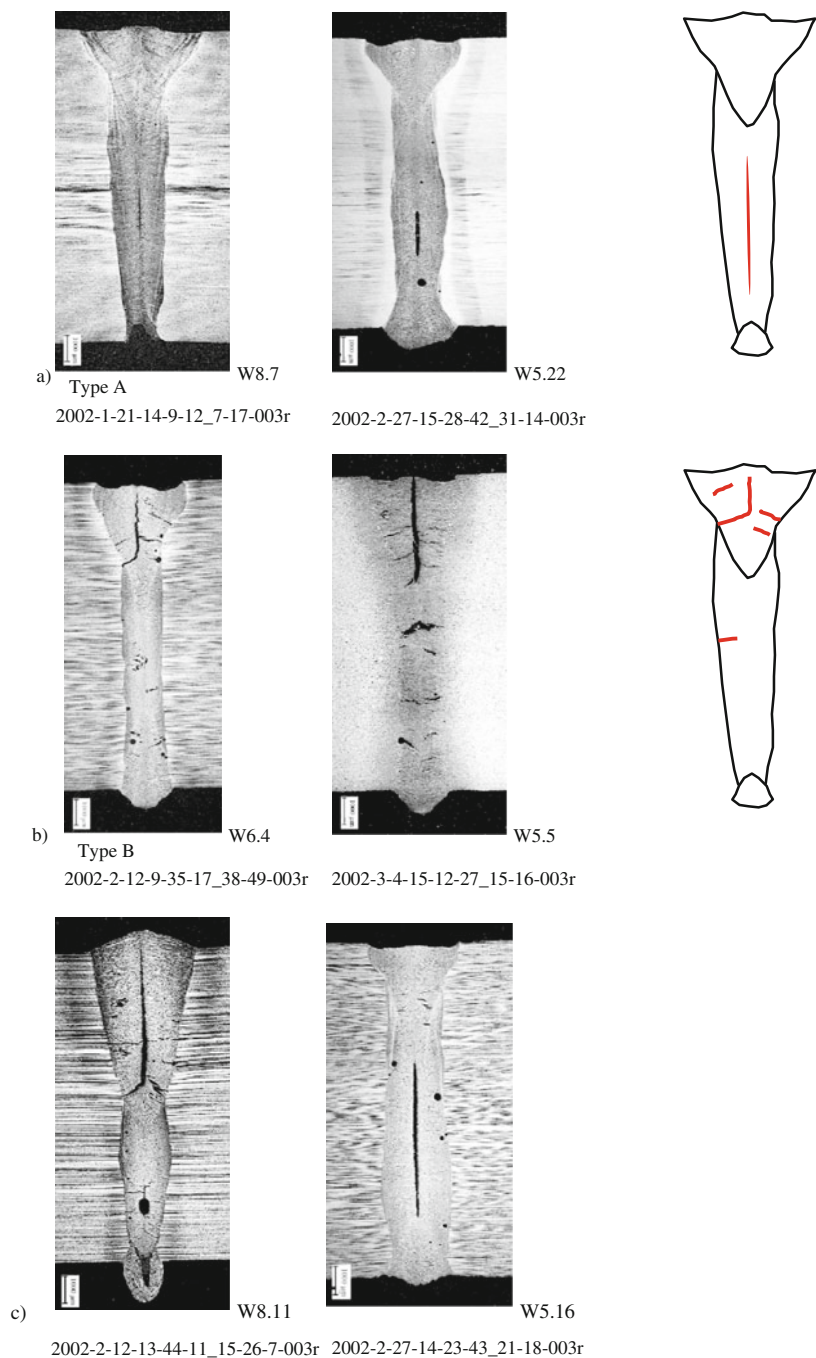 a)
Type A
W8.7
W5.22
2002-1-21-14-9-12_7-17-003r
2002-2-27-15-28-42_31-14-003r
b)
Type B
W6.4
W5.5
2002-2-12-9-35-17_38-49-003r
2002-3-4-15-12-27_15-16-003r
c)
W8.11
W5.16
2002-2-12-13-44-11_15-26-7-003r
2002-2-27-14-23-43_21-18-003r